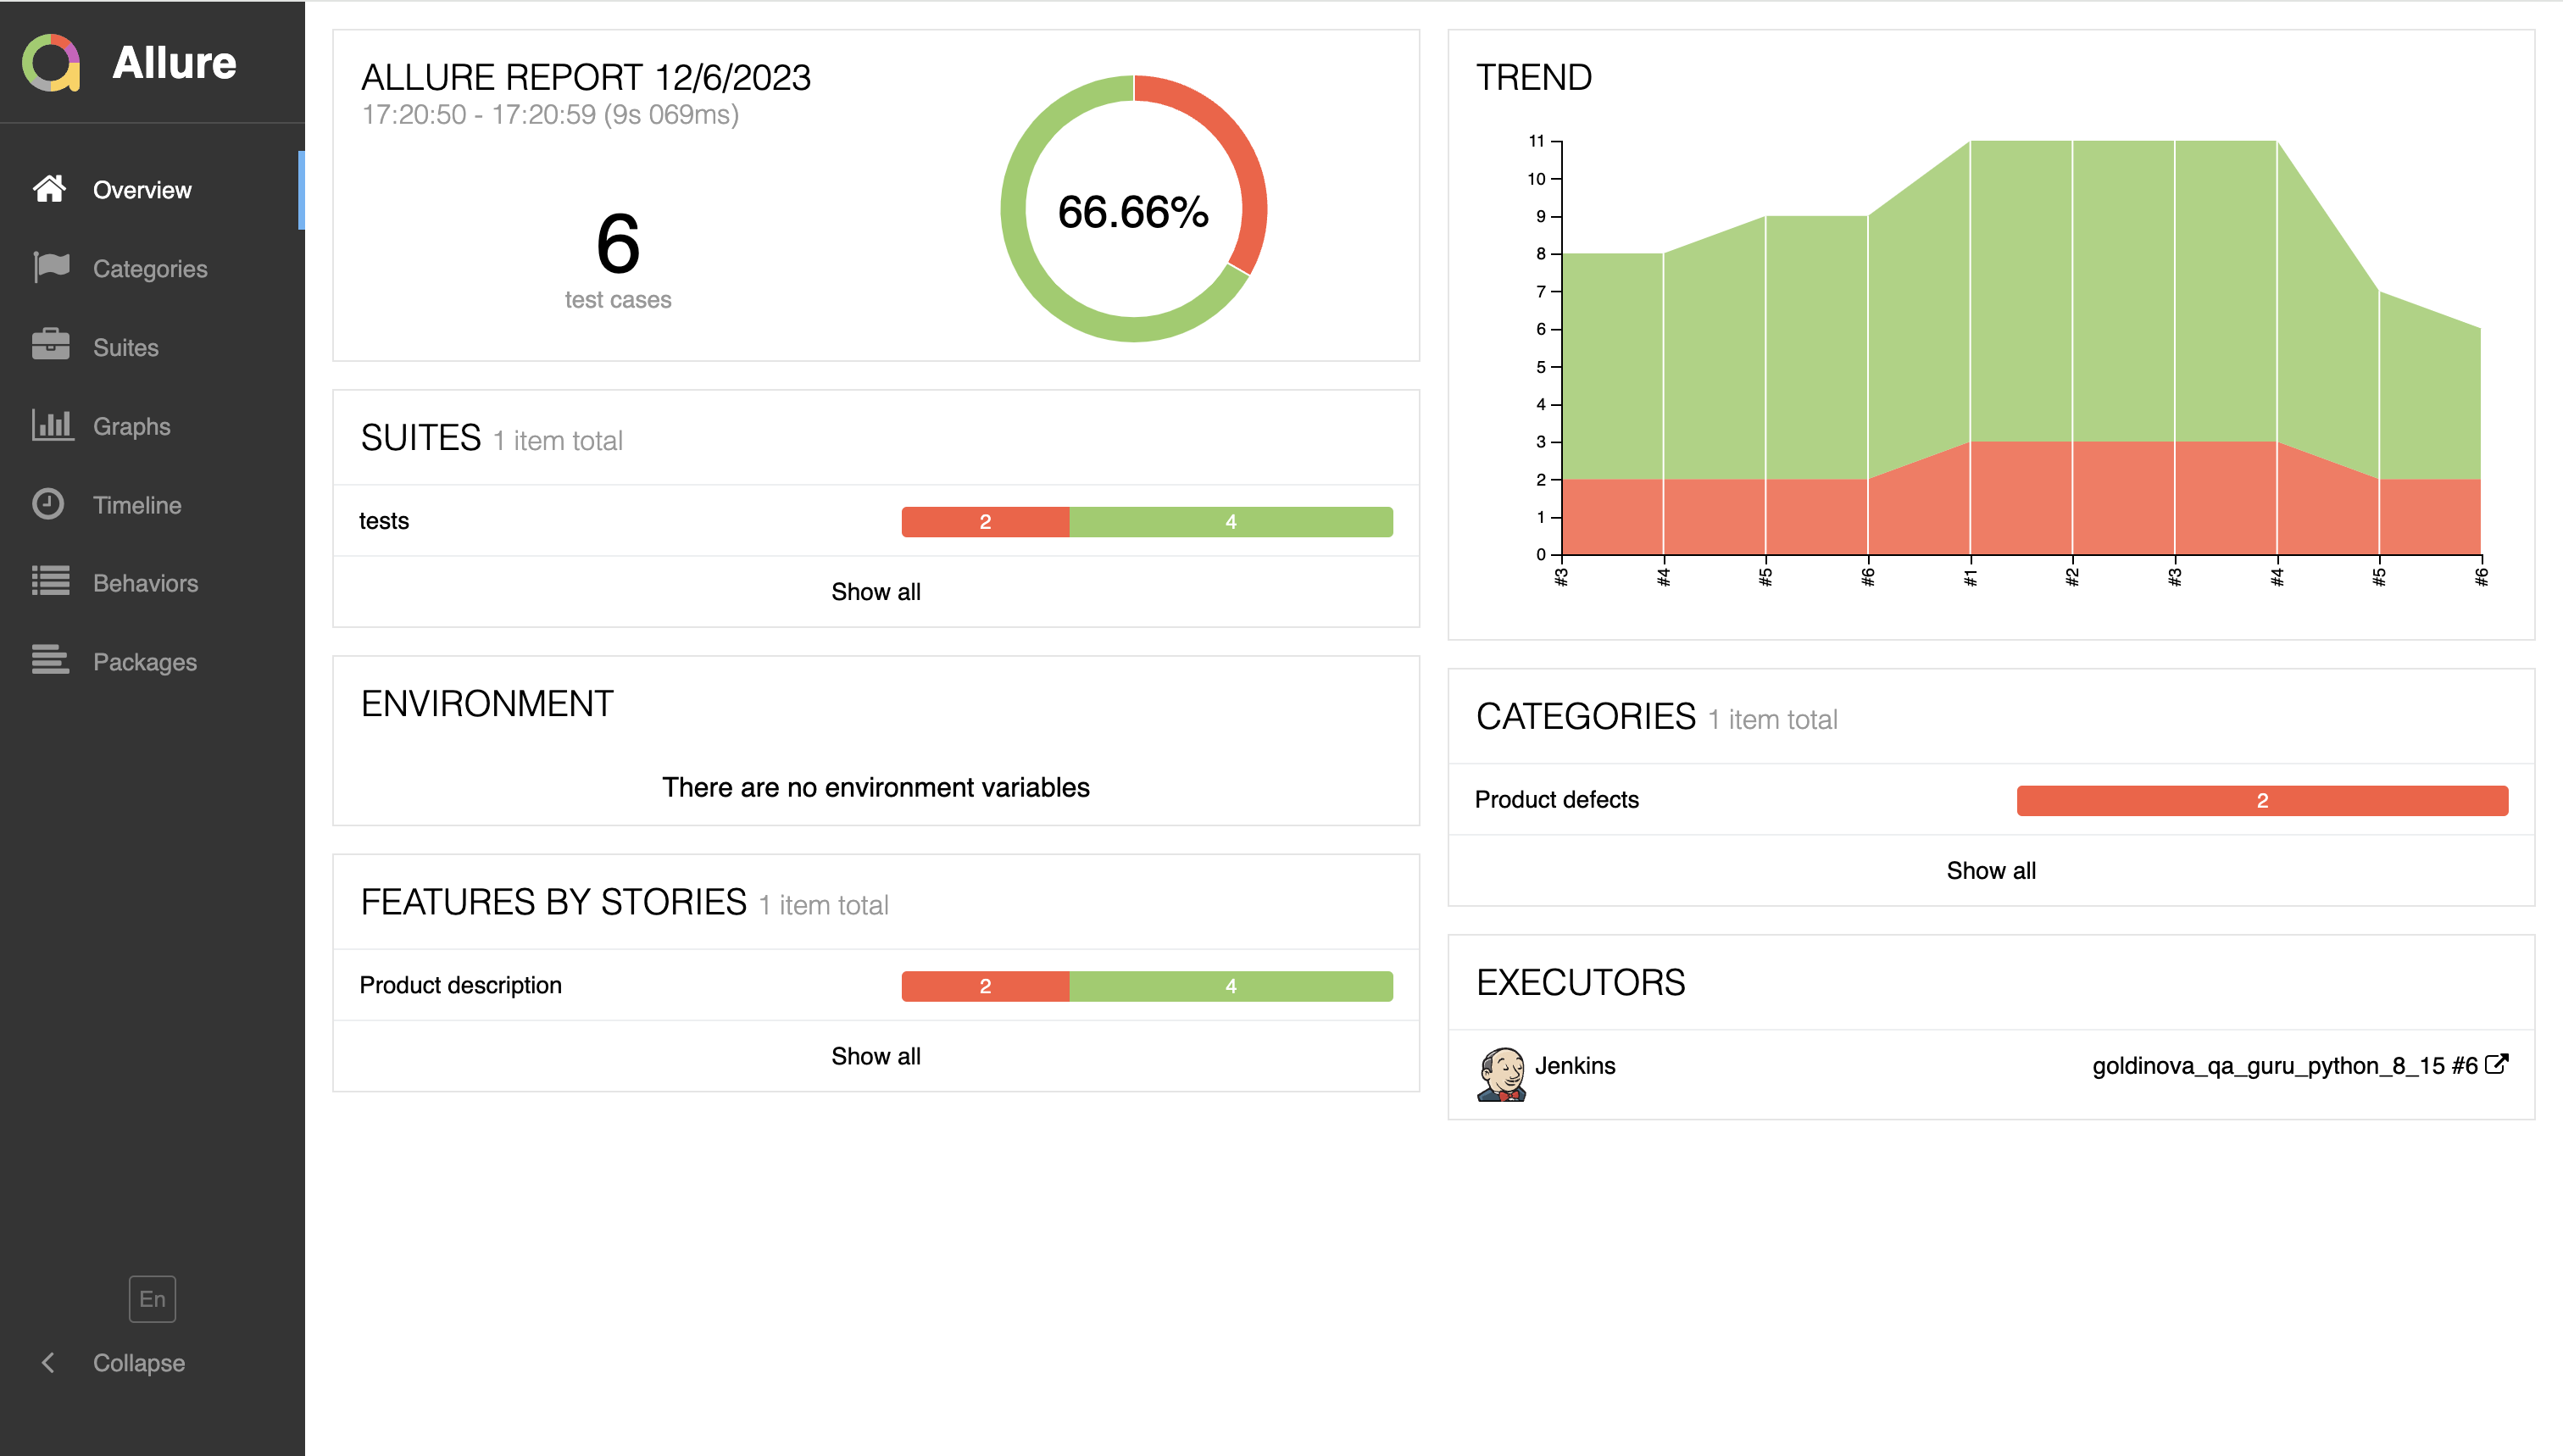 Allure
Overview
Categories
Suites
Graphs
Timeline
Behaviors
Packages
En
Collapse
ALLURE REPORT 12/6/2023
17:20:50 - 17:20:59 (9s 069ms)
6
test cases
66.66%
SUITES 1 item total
tests 2 4
Show all
ENVIRONMENT
There are no environment variables
FEATURES BY STORIES 1 item total
Product description 2 4
Show all
TREND
11
10
9
8
7
6
5
4
3
2
1
0
#3 #4 #5 #6 #1 #2 #3 #4 #5 #6
CATEGORIES 1 item total
Product defects 2
Show all
EXECUTORS
Jenkins goldinova_qa_guru_python_8_15 #6